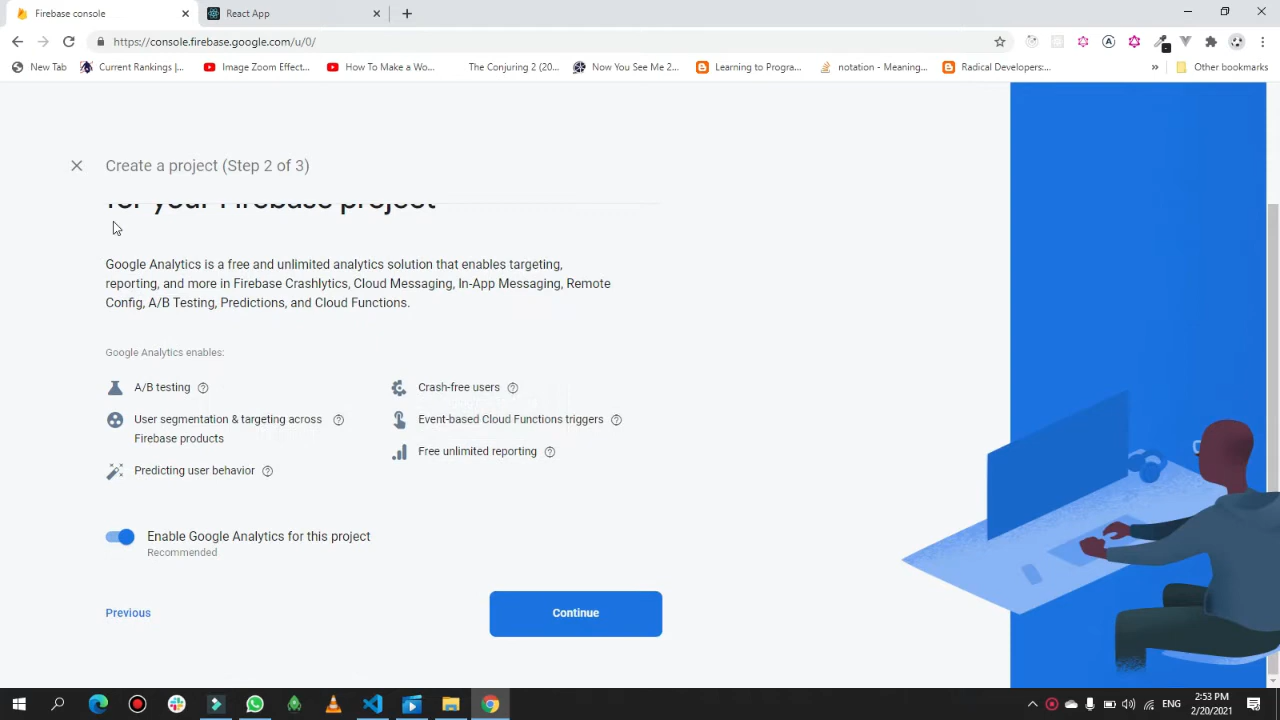 Firebase console
React App
https://console.firebase.google.com/u/0/
New Tab
Current Rankings |...
Image Zoom Effect...
How To Make a Wo...
The Conjuring 2 (20...
Now You See Me 2...
Learning to Progra...
notation - Meaning...
Radical Developers:...
»
Other bookmarks
Create a project (Step 2 of 3)
for your Firebase project
Google Analytics is a free and unlimited analytics solution that enables targeting,
reporting, and more in Firebase Crashlytics, Cloud Messaging, In-App Messaging, Remote
Config, A/B Testing, Predictions, and Cloud Functions.
Google Analytics enables:
A/B testing
Crash-free users
User segmentation & targeting across
Firebase products
Event-based Cloud Functions triggers
Free unlimited reporting
Predicting user behavior
Enable Google Analytics for this project
Recommended
Previous
Continue
ENG
2:53 PM
2/20/2021